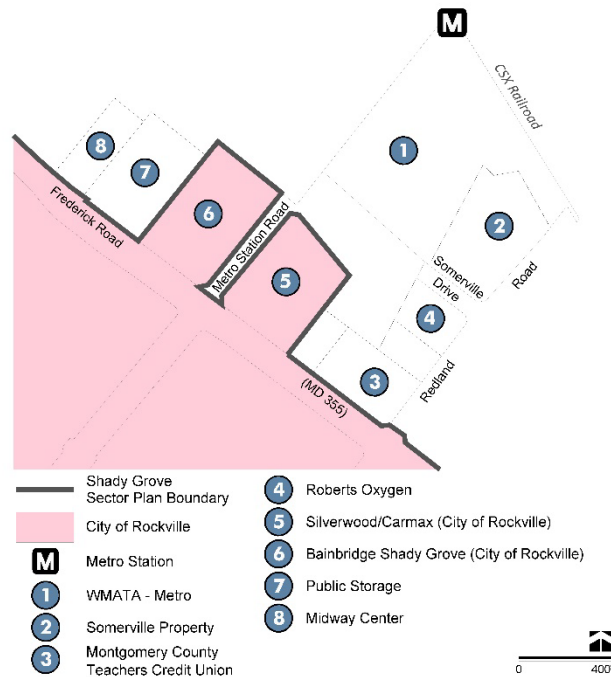 M
CSX Railroad
1
8
7
2
Frederick Road
6
Metro Station Road
Somerville
Drive
Road
5
4
Redland
3
(MD 355)
Shady Grove
Sector Plan Boundary
City of Rockville
M Metro Station
1 WMATA - Metro
2 Somerville Property
3 Montgomery County
Teachers Credit Union
4 Roberts Oxygen
5 Silverwood/Carmax (City of Rockville)
6 Bainbridge Shady Grove (City of Rockville)
7 Public Storage
8 Midway Center
0 400'